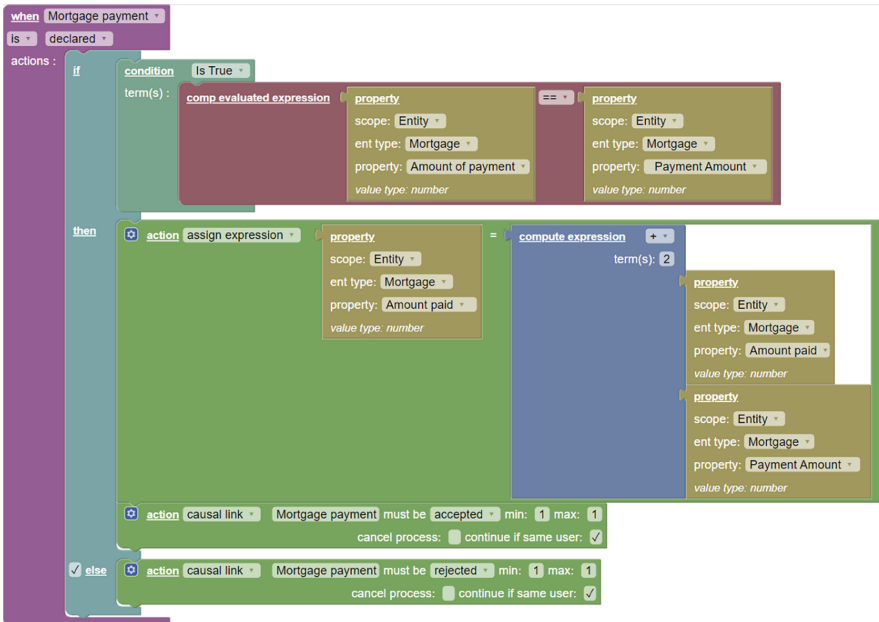 when Mortgage payment
is declared
actions :
if
condition Is True
term(s) :
comp evaluated expression
property
scope: Entity
ent type: Mortgage
property: Amount of payment
value type: number
==
property
scope: Entity
ent type: Mortgage
property: Payment Amount
value type: number
then
action assign expression
property
scope: Entity
ent type: Mortgage
property: Amount paid
value type: number
=
compute expression +
term(s): 2
property
scope: Entity
ent type: Mortgage
property: Amount paid
value type: number
property
scope: Entity
ent type: Mortgage
property: Payment Amount
value type: number
action causal link Mortgage payment must be accepted min: 1 max: 1
cancel process: continue if same user: ✓
✓ else
action causal link Mortgage payment must be rejected min: 1 max: 1
cancel process: continue if same user: ✓